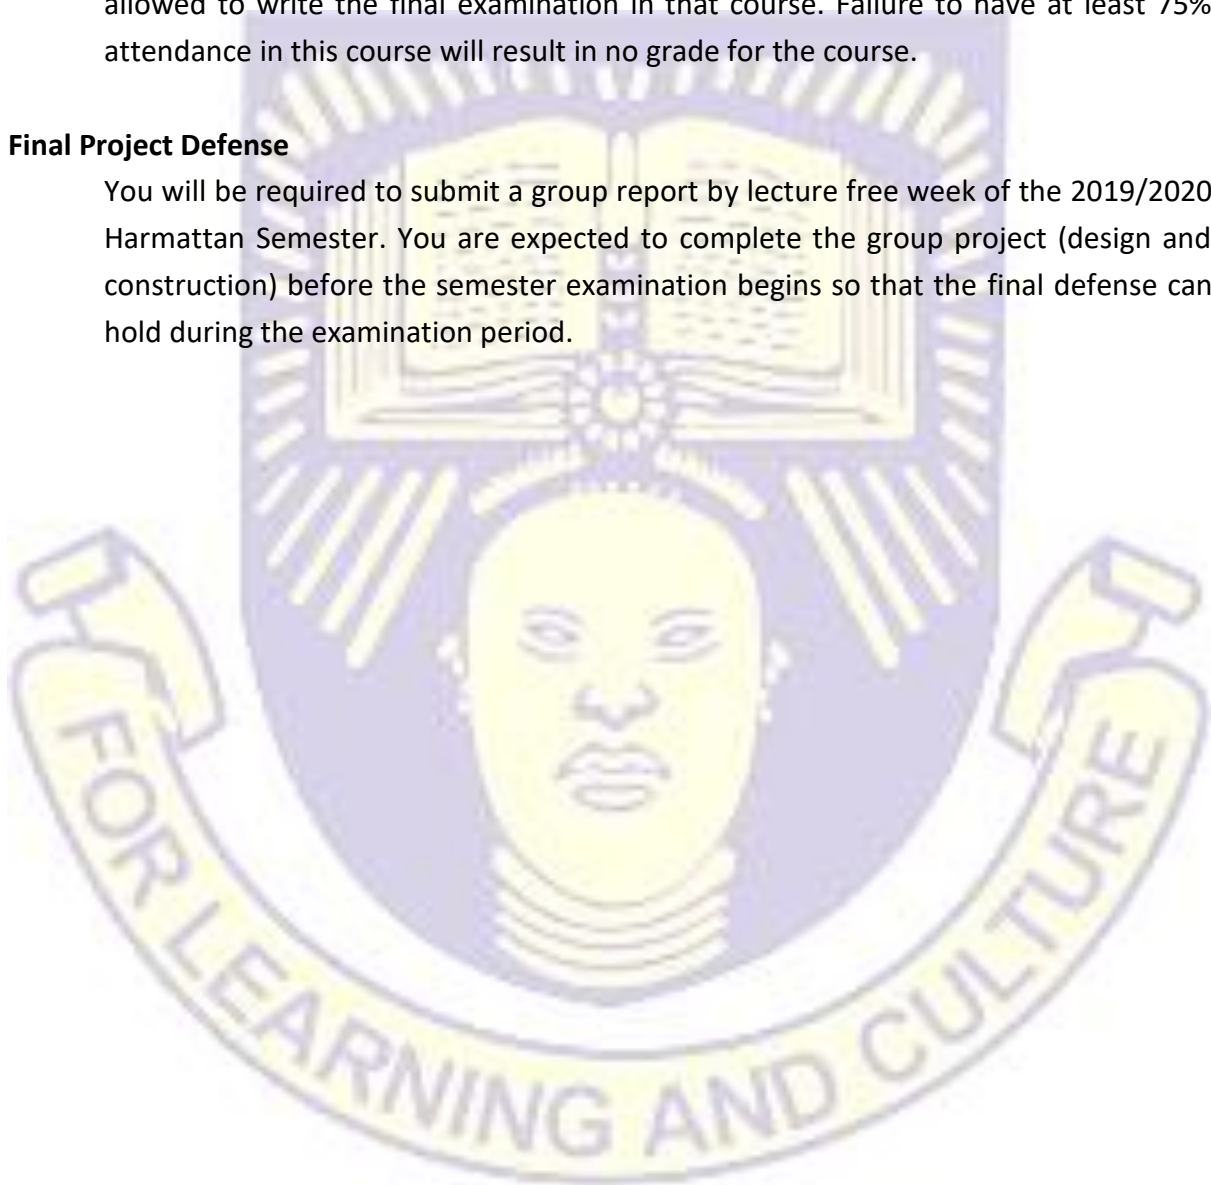 allowed to write the final examination in that course. Failure to have at least 75%
attendance in this course will result in no grade for the course.
Final Project Defense
You will be required to submit a group report by lecture free week of the 2019/2020
Harmattan Semester. You are expected to complete the group project (design and
construction) before the semester examination begins so that the final defense can
hold during the examination period.
FOR LEARNING AND CULTURE